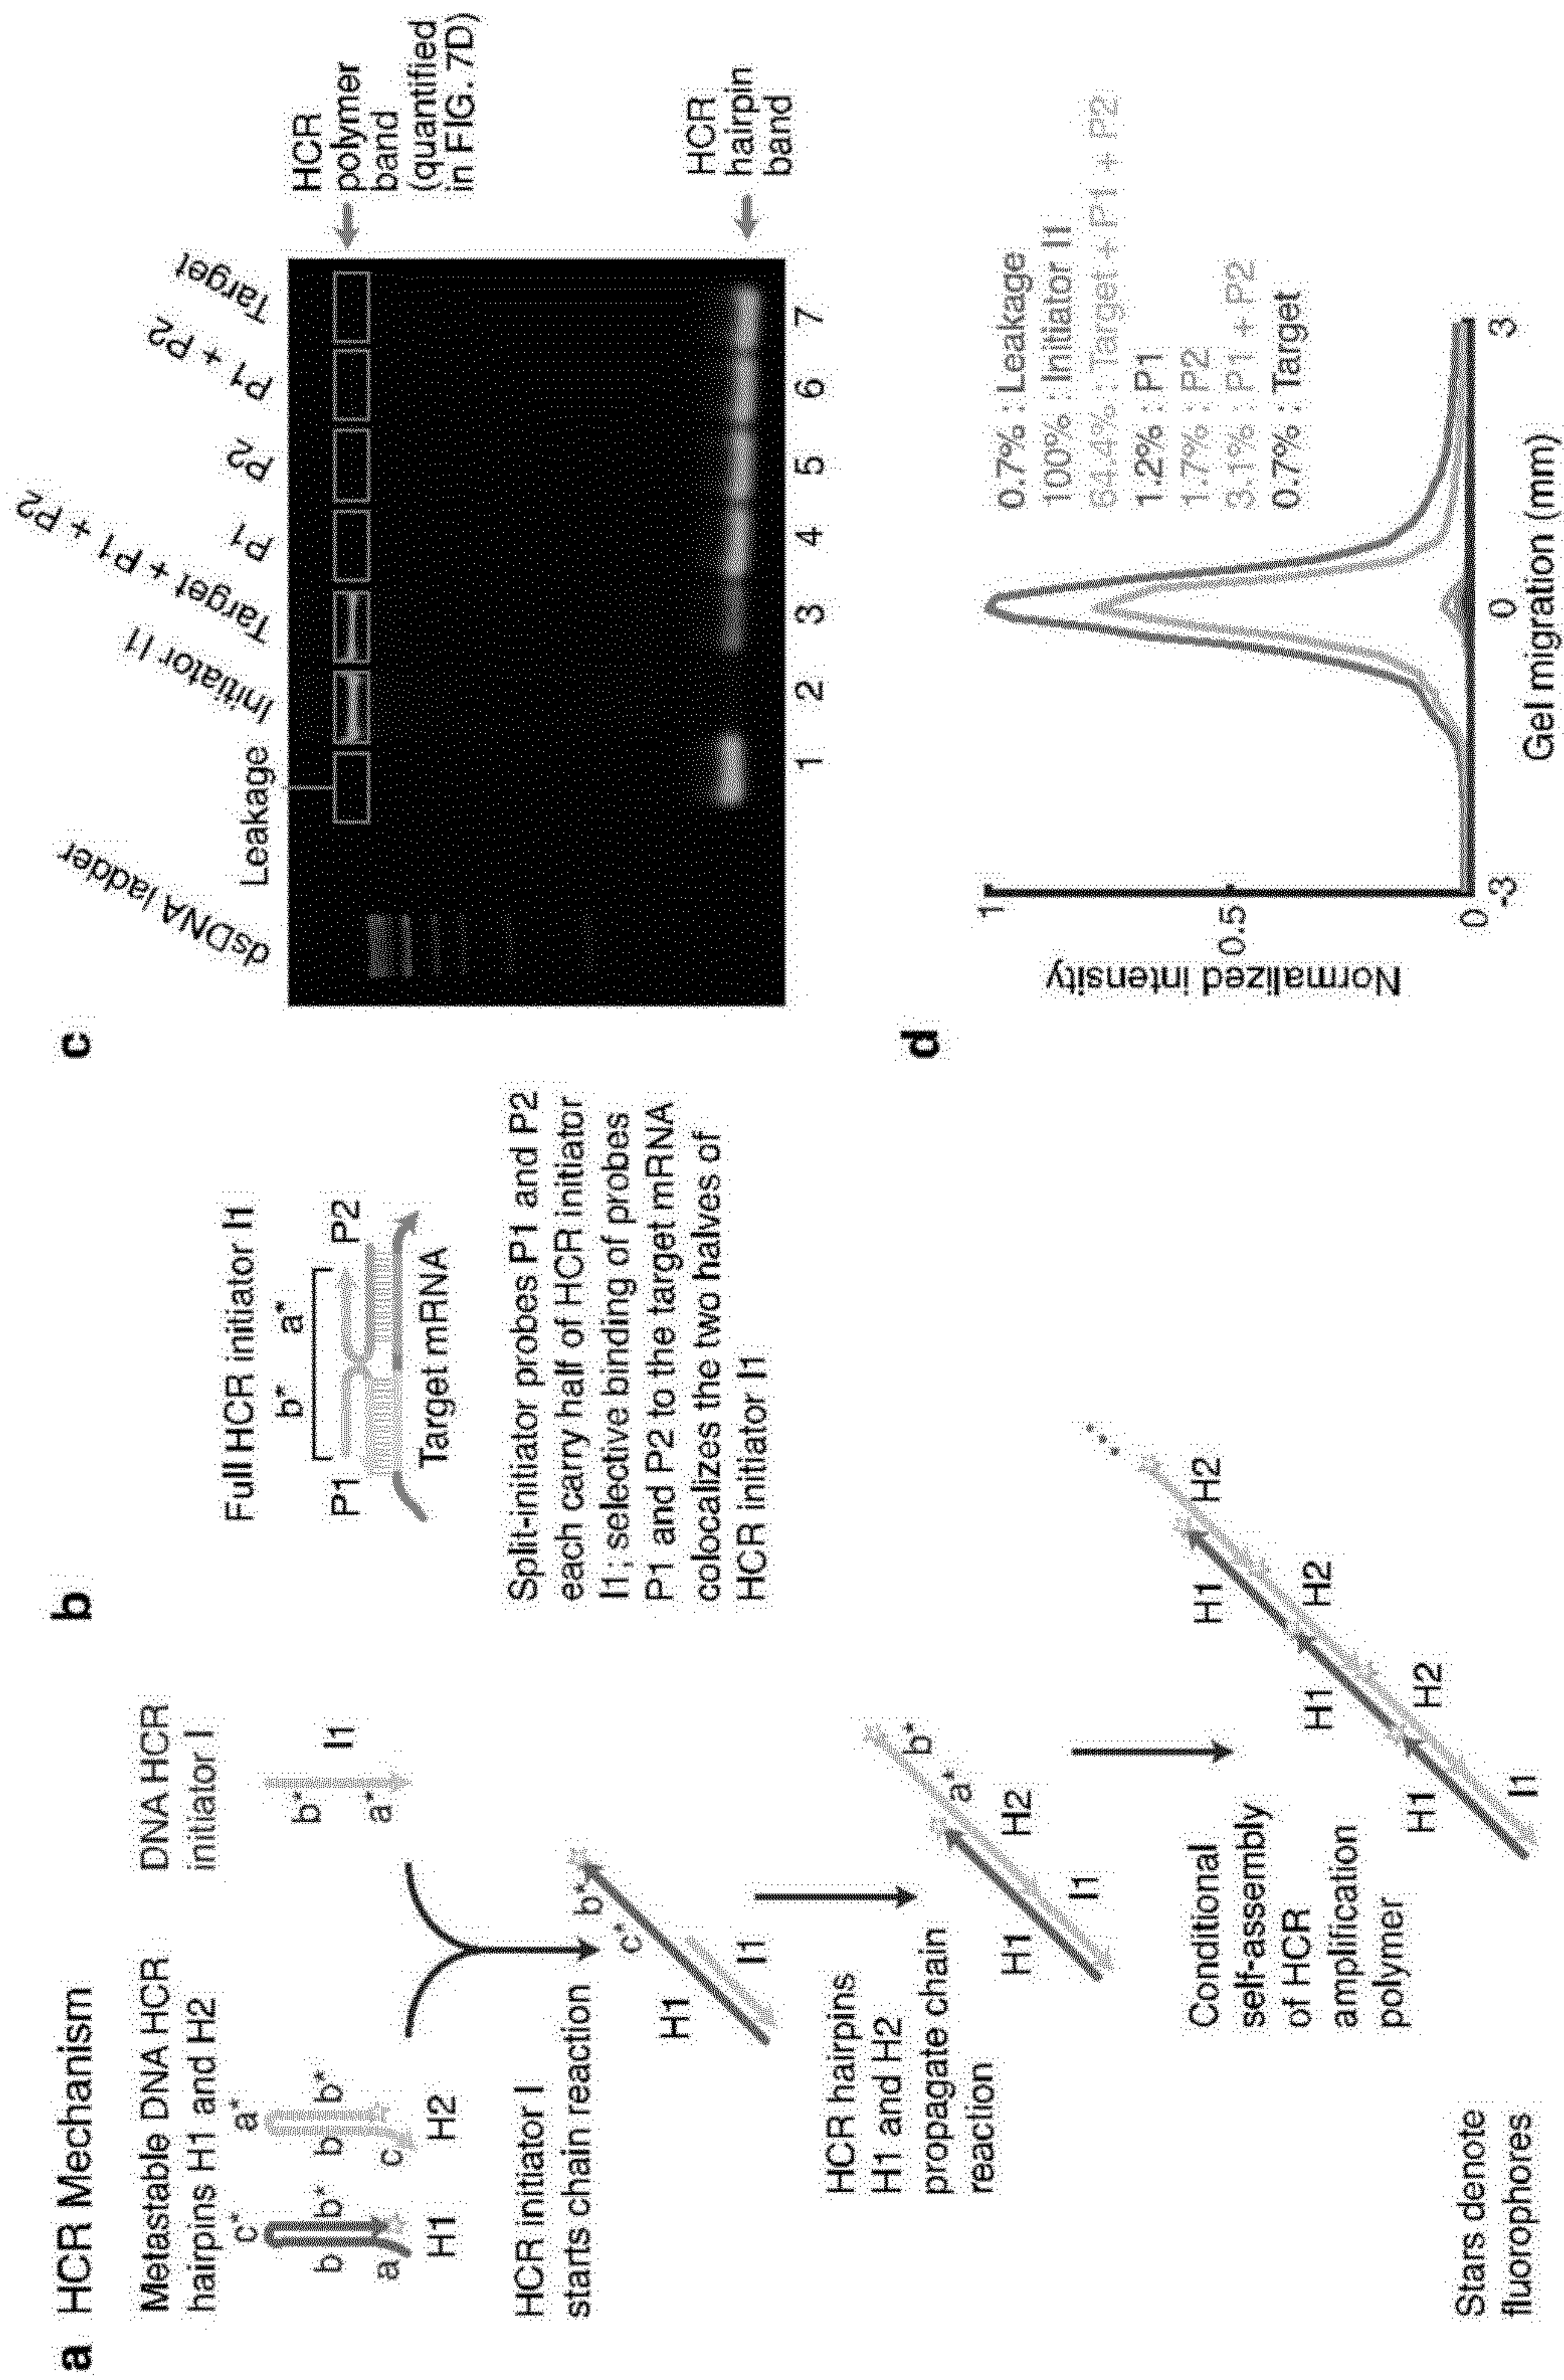 a HCR Mechanism
Metastable DNA HCR
hairpins H1 and H2
DNA HCR
initiator I
c*
b b*
a
H1
a*
b b*
c
H2
b*
a*
I1
HCR initiator I
starts chain reaction
c* b*
H1
I1
HCR hairpins
H1 and H2
propagate chain
reaction
a* b*
H1
H2
I1
Conditional
self-assembly
of HCR
amplification
polymer
H1
H2
H1
H2
H1
H2
I1
Stars denote
fluorophores
b
Full HCR initiator I1
b* a*
P1
P2
Target mRNA
Split-initiator probes P1 and P2
each carry half of HCR initiator
I1; selective binding of probes
P1 and P2 to the target mRNA
colocalizes the two halves of
HCR initiator I1
c
dsDNA ladder
Leakage
Initiator I1
Target + P1 + P2
P1
P2
P1 + P2
Target
HCR
polymer
band
(quantified
in FIG. 7D)
HCR
hairpin
band
1 2 3 4 5 6 7
d
Normalized intensity
1
0.5
0
-3 0 3
Gel migration (mm)
0.7% : Leakage
100% : Initiator I1
64.4% : Target + P1 + P2
1.2% : P1
1.7% : P2
3.1% : P1 + P2
0.7% : Target